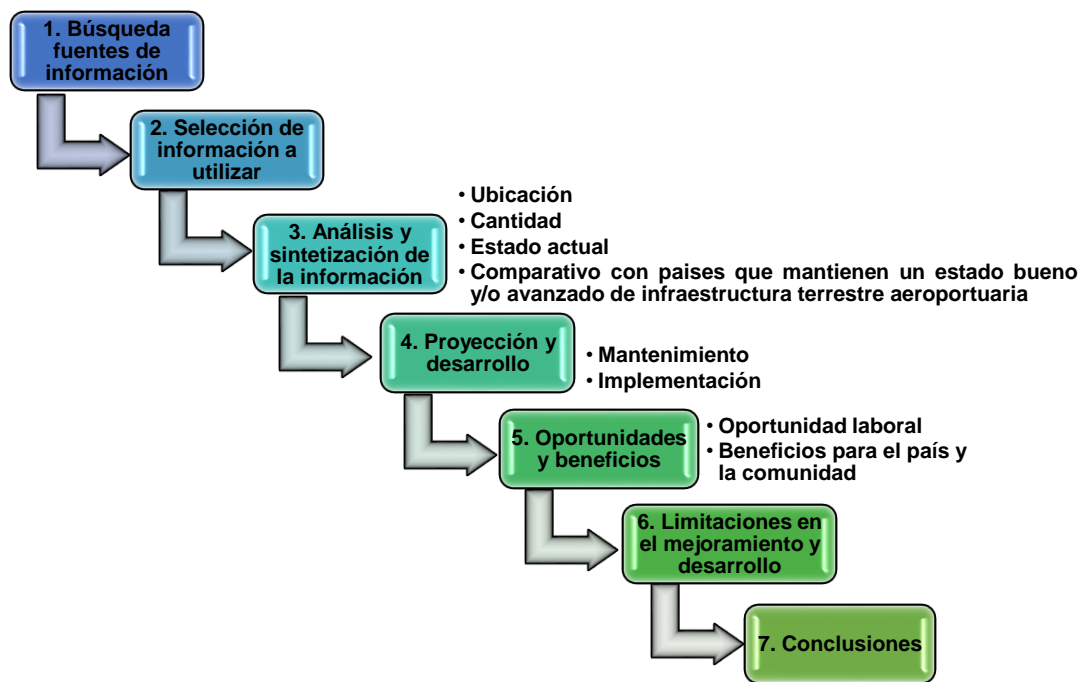 1. Búsqueda
fuentes de
información
2. Selección de
información a
utilizar
3. Análisis y
sintetización de
la información
• Ubicación
• Cantidad
• Estado actual
• Comparativo con paises que mantienen un estado bueno
y/o avanzado de infraestructura terrestre aeroportuaria
4. Proyección y
desarrollo
• Mantenimiento
• Implementación
5. Oportunidades
y beneficios
• Oportunidad laboral
• Beneficios para el país y
la comunidad
6. Limitaciones en
el mejoramiento y
desarrollo
7. Conclusiones